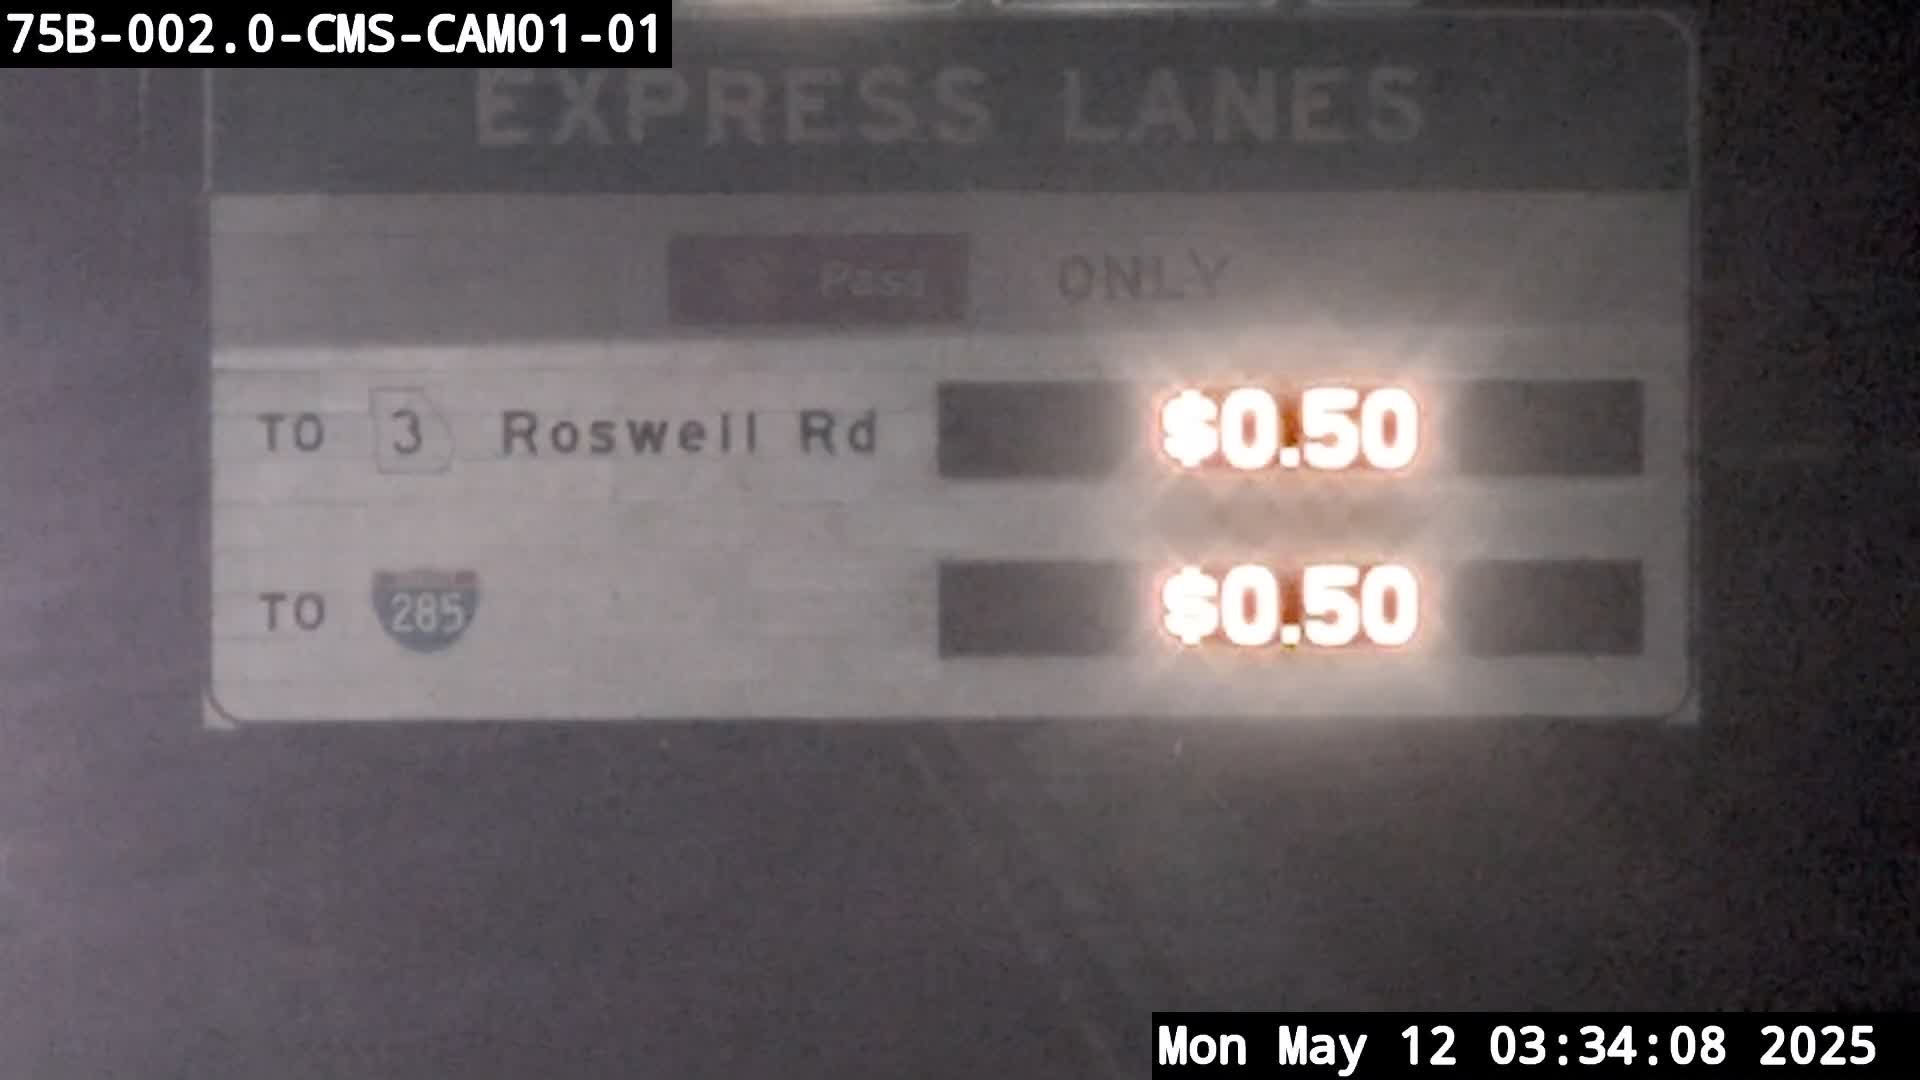 75B-002.0-CMS-CAM01-01
EXPRESS LANES
Pass ONLY
TO 3 Roswell Rd $0.50
TO 285 $0.50
Mon May 12 03:34:08 2025